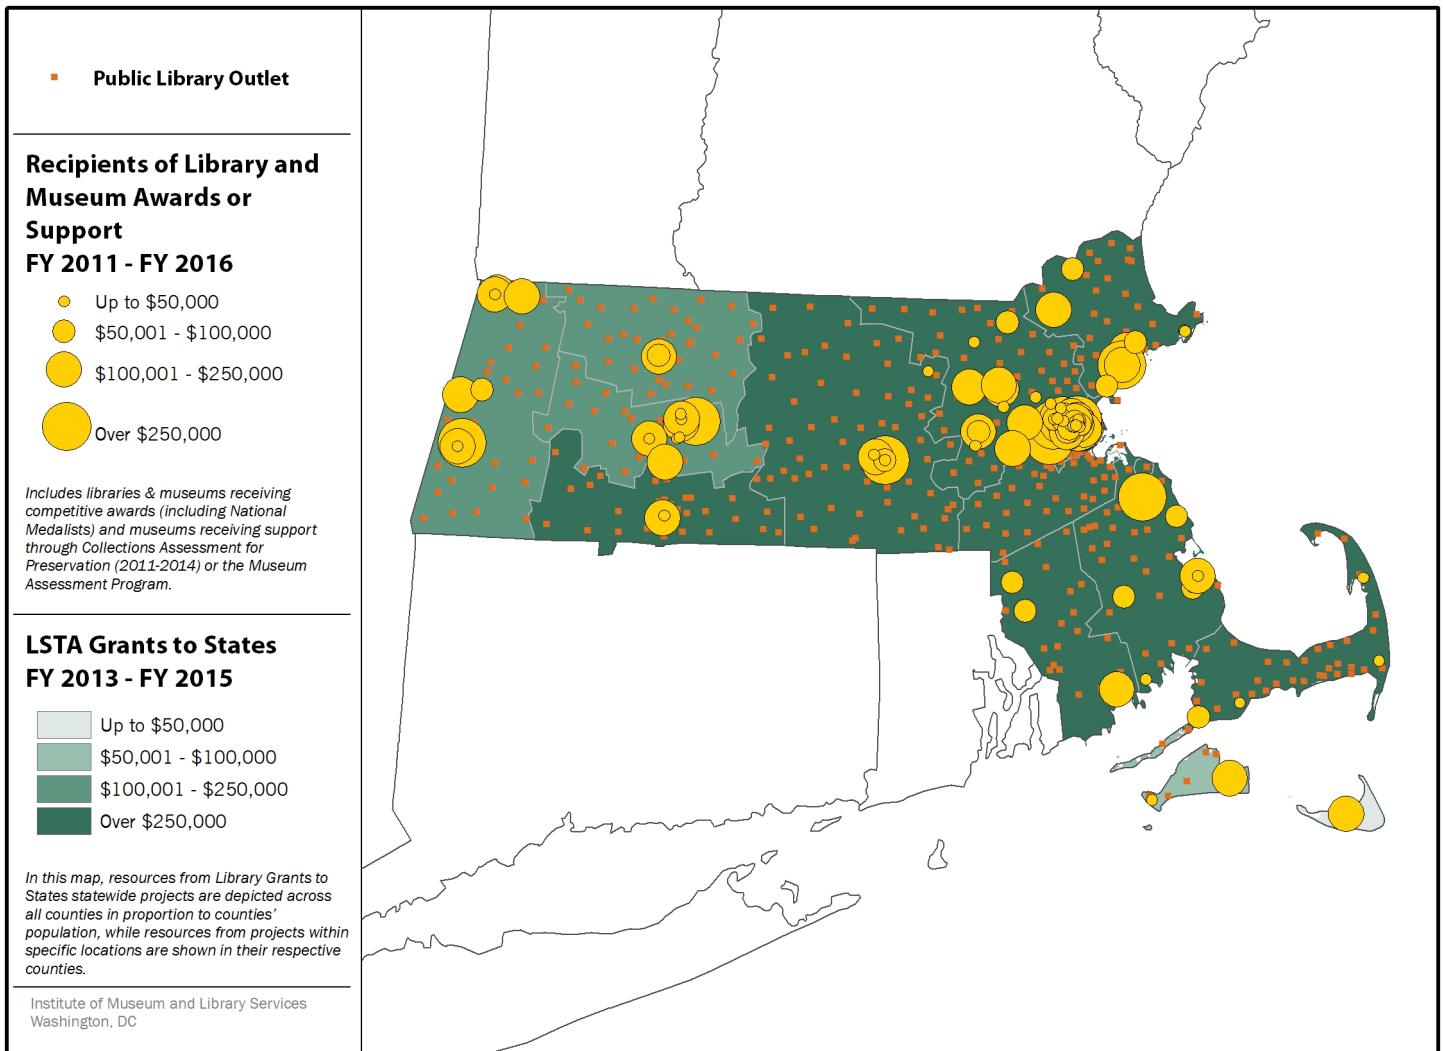 Public Library Outlet
Recipients of Library and
Museum Awards or
Support
FY 2011 - FY 2016
Up to $50,000
$50,001 - $100,000
$100,001 - $250,000
Over $250,000
Includes libraries & museums receiving
competitive awards (including National
Medalists) and museums receiving support
through Collections Assessment for
Preservation (2011-2014) or the Museum
Assessment Program.
LSTA Grants to States
FY 2013 - FY 2015
Up to $50,000
$50,001 - $100,000
$100,001 - $250,000
Over $250,000
In this map, resources from Library Grants to
States statewide projects are depicted across
all counties in proportion to counties’
population, while resources from projects within
specific locations are shown in their respective
counties.
Institute of Museum and Library Services
Washington, DC